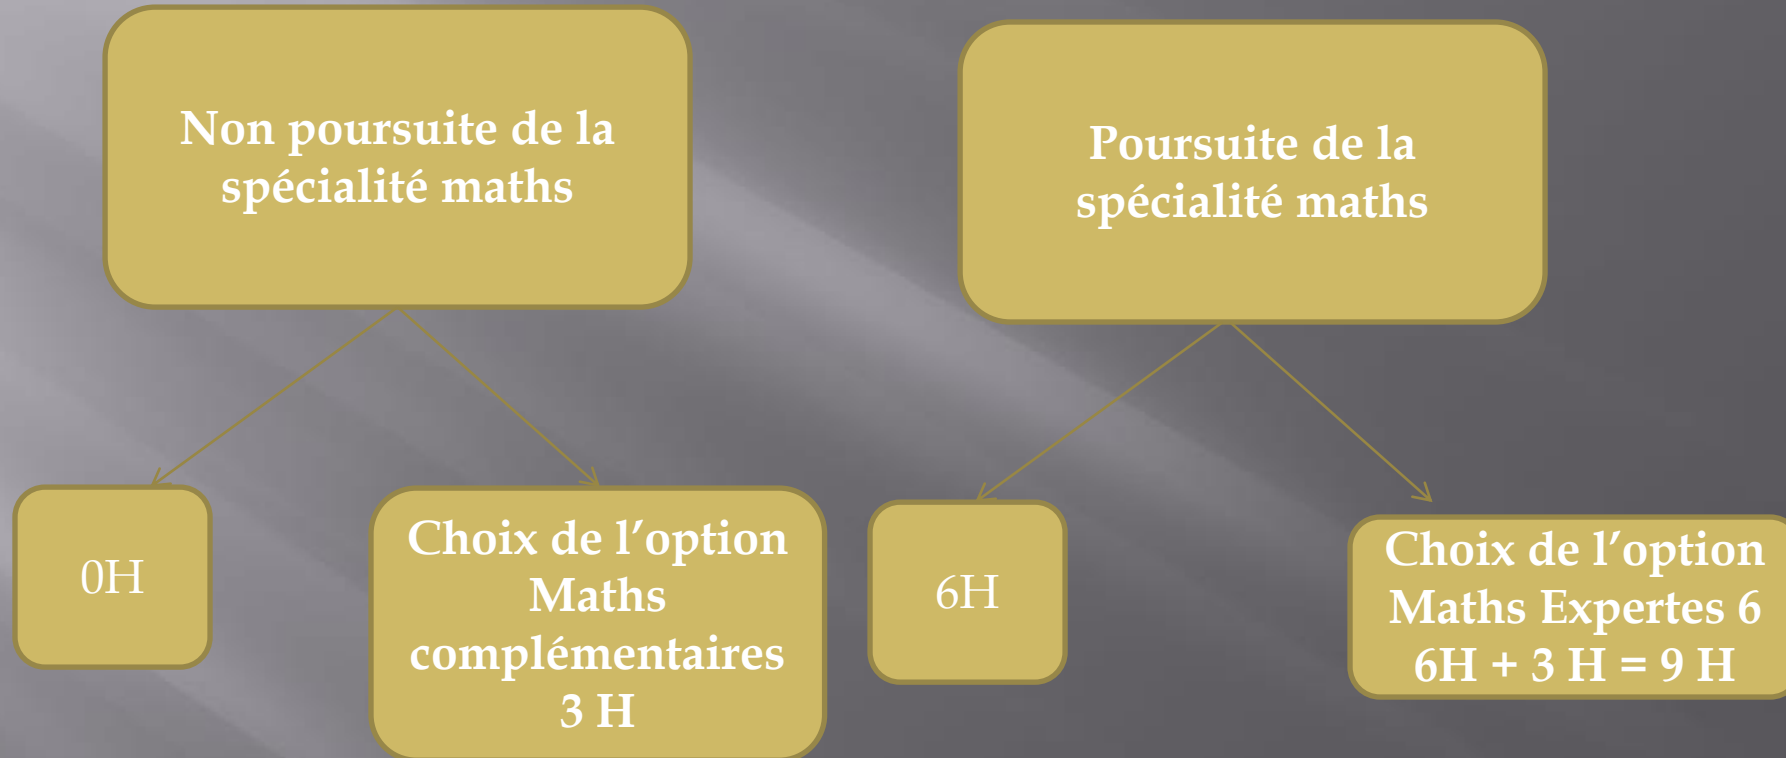 Non poursuite de la
spécialité maths
Poursuite de la
spécialité maths
0H
Choix de l’option
Maths
complémentaires
3 H
6H
Choix de l’option
Maths Expertes 6
6H + 3 H = 9 H